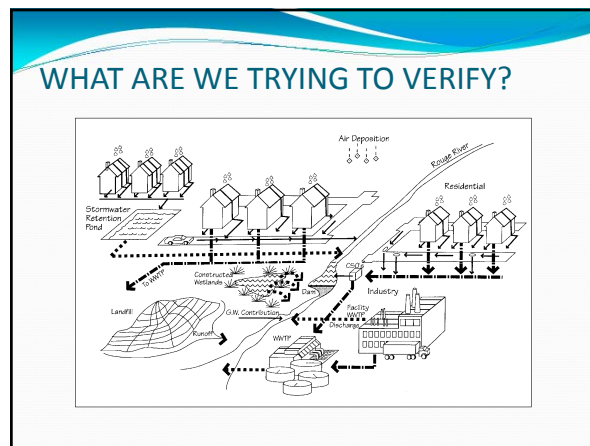 WHAT ARE WE TRYING TO VERIFY?
Air Deposition
Rouge River
Residential
Stormwater
Retention
Pond
To WWTP
Constructed
Wetlands
CSO
Dam
Industry
Landfill
G.W. Contribution
Facility
WWTP
Discharge
Runoff
WWTP